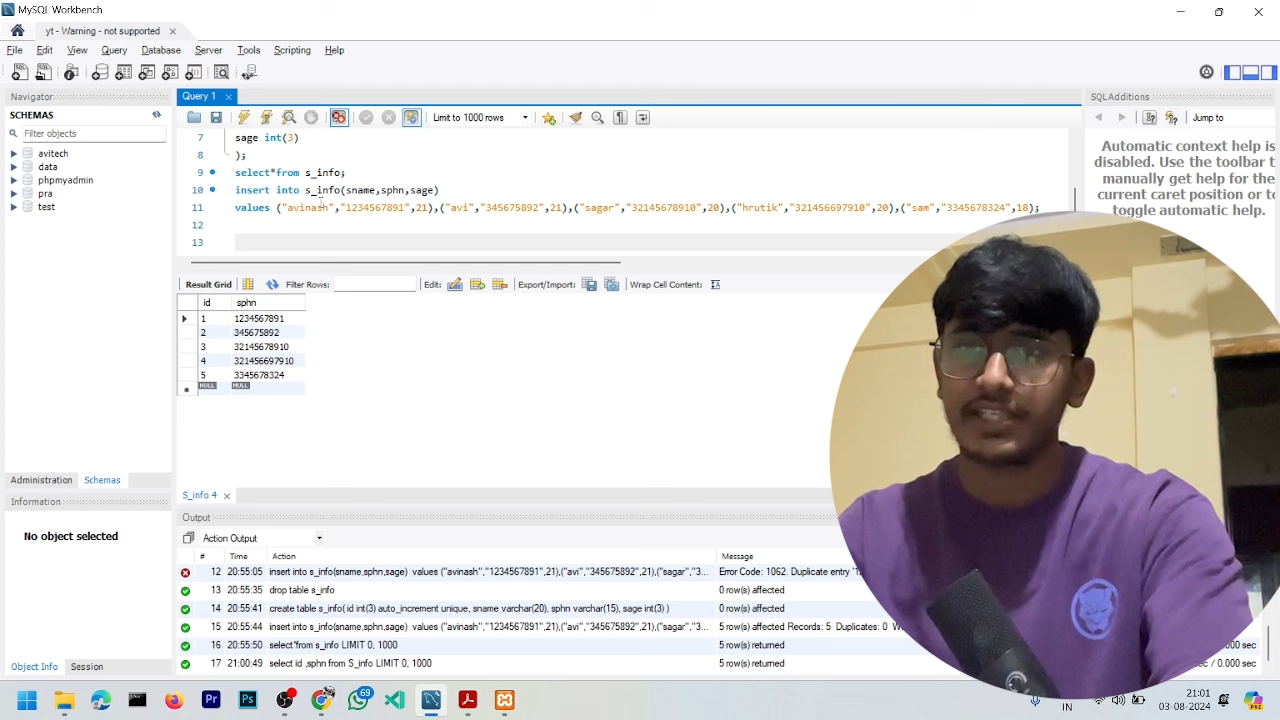 MySQL Workbench
yt - Warning - not supported
File Edit View Query Database Server Tools Scripting Help
Navigator
SCHEMAS
Filter objects
avitech
data
phpmyadmin
pra
test
Administration Schemas
Information
No object selected
Object Info Session
Query 1
Limit to 1000 rows
7 sage int(3)
8 );
9 select*from s_info;
10 insert into s_info(sname,sphn,sage)
11 values ("avinash","1234567891",21),("avi","345675892",21),("sagar","32145678910",20),("hrutik","321456697910",20),("sam","3345678324",18);
12
13
Result Grid Filter Rows: Edit: Export/Import: Wrap Cell Content:
id sphn
1 1234567891
2 345675892
3 32145678910
4 321456697910
5 3345678324
NULL NULL
S_info 4
Output
Action Output
# Time Action Message
12 20:55:05 insert into s_info(sname,sphn,sage) values ("avinash","1234567891",21),("avi","345675892",21),("sagar","3... Error Code: 1062. Duplicate entry
13 20:55:35 drop table s_info 0 row(s) affected
14 20:55:41 create table s_info( id int(3) auto_increment unique, sname varchar(20), sphn varchar(15), sage int(3) ) 0 row(s) affected
15 20:55:44 insert into s_info(sname,sphn,sage) values ("avinash","1234567891",21),("avi","345675892",21),("sagar","3... 5 row(s) affected Records: 5 Duplicates: 0
16 20:55:50 select*from s_info LIMIT 0, 1000 5 row(s) returned
000 sec
17 21:00:49 select id ,sphn from S_info LIMIT 0, 1000 5 row(s) returned
sec / 0.000 sec
SQLAdditions
Jump to
Automatic context help is
disabled. Use the toolbar t
manually get help for the
current caret position or to
toggle automatic help.
69
Pr
Ps
IN
21:01
03-08-2024